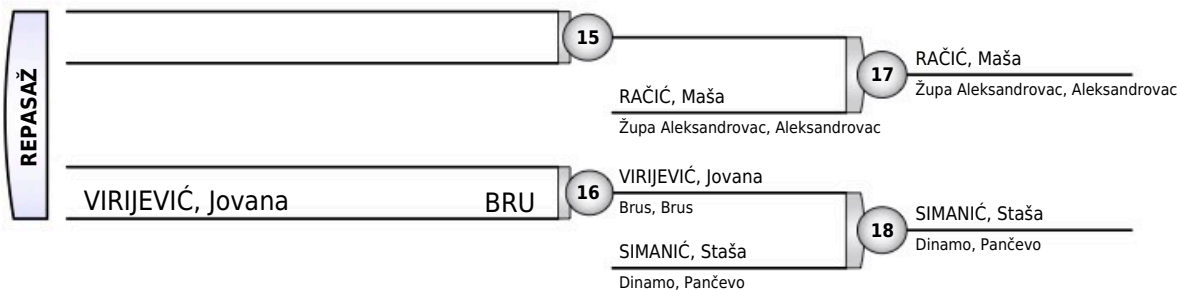 REPASAŽ
15
RAČIĆ, Maša
Župa Aleksandrovac, Aleksandrovac
17
RAČIĆ, Maša
Župa Aleksandrovac, Aleksandrovac
VIRIJEVIĆ, Jovana BRU
16
VIRIJEVIĆ, Jovana
Brus, Brus
SIMANIĆ, Staša
Dinamo, Pančevo
18
SIMANIĆ, Staša
Dinamo, Pančevo